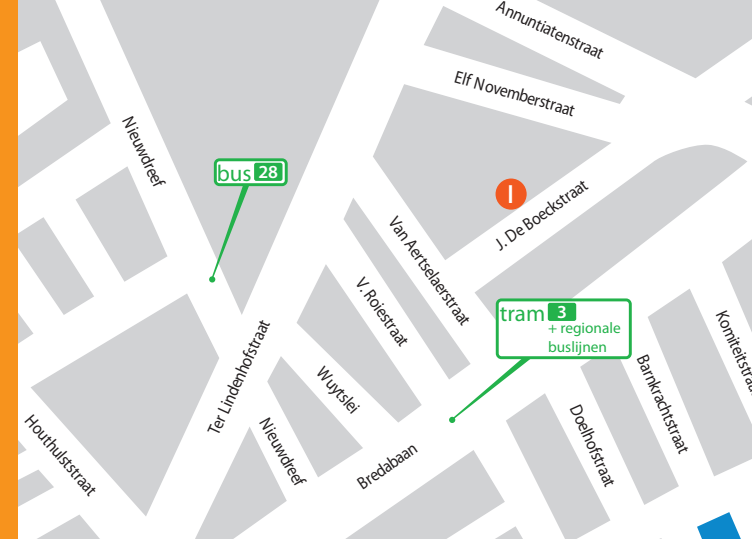 Annuntiatenstraat
Elf Novemberstraat
Nieuwdreef
bus 28
I
J. De Boeckstraat
Van Aertselaerstraat
V. Roiestraat
tram 3
+ regionale
buslijnen
Komiteitstraa
Ter Lindenhofstraat
Wuytslei
Barnkrachtstraat
Doelhofstraat
Houthulststraat
Nieuwdreef
Bredabaan